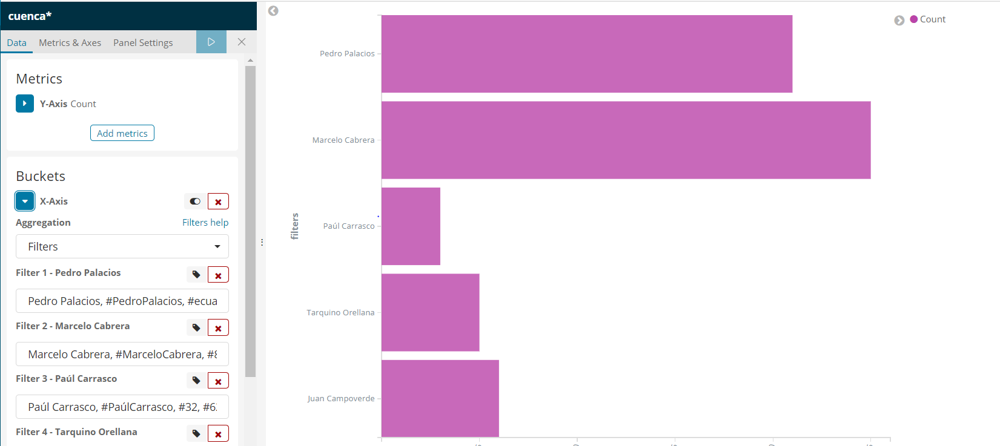 cuenca*
Data Metrics & Axes Panel Settings
Metrics
Y-Axis Count
Add metrics
Buckets
X-Axis
Aggregation Filters help
Filters
Filter 1 - Pedro Palacios
Pedro Palacios, #PedroPalacios, #ecua
Filter 2 - Marcelo Cabrera
Marcelo Cabrera, #MarceloCabrera, #
Filter 3 - Paúl Carrasco
Paúl Carrasco, #PaúlCarrasco, #32, #6
Filter 4 - Tarquino Orellana
Count
filters
Pedro Palacios
Marcelo Cabrera
Paúl Carrasco
Tarquino Orellana
Juan Campoverde